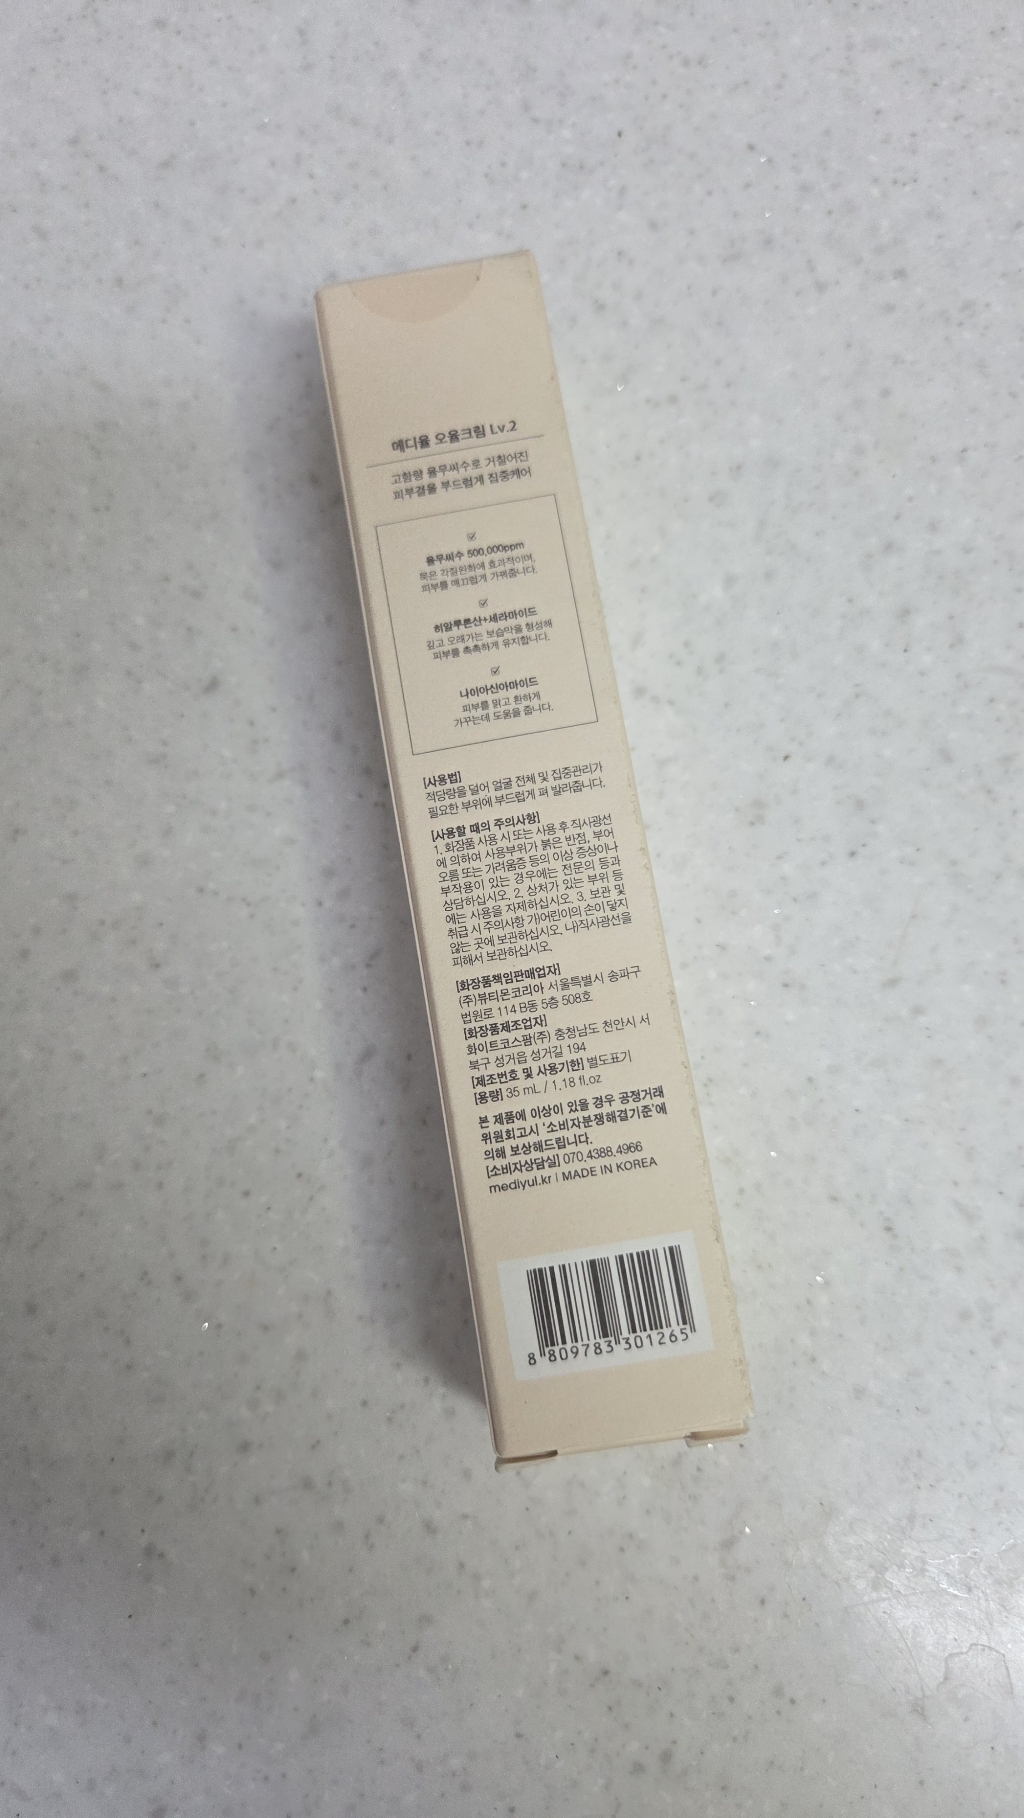 메디율 오율크림 Lv.2
고함량 율무씨수로 거칠어진
피부결을 부드럽게 집중케어
율무씨수 500,000ppm
묵은 각질완화에 효과적이며,
피부를 매끄럽게 가꿔줍니다.
히알루론산+세라마이드
깊고 오래가는 보습막을 형성해
피부를 촉촉하게 유지합니다.
나이아신아마이드
피부를 맑고 환하게
가꾸는데 도움을 줍니다.
[사용법]
적당량을 덜어 얼굴 전체 및 집중관리가
필요한 부위에 부드럽게 펴 발라줍니다.
[사용할 때의 주의사항]
1. 화장품 사용 시 또는 사용 후 직사광선
에 의하여 사용부위가 붉은 반점, 부어
오름 또는 가려움증 등의 이상 증상이나
부작용이 있는 경우에는 전문의 등과
상담하십시오. 2. 상처가 있는 부위 등
에는 사용을 자제하십시오. 3. 보관 및
취급 시 주의사항 가)어린이의 손이 닿지
않는 곳에 보관하십시오. 나)직사광선을
피해서 보관하십시오.
[화장품책임판매업자]
(주)뷰티몬코리아 서울특별시 송파구
법원로 114 B동 5층 508호
[화장품제조업자]
화이트코스팜(주) 충청남도 천안시 서
북구 성거읍 성거길 194
[제조번호 및 사용기한] 별도표기
[용량] 35 mL / 1.18 fl.oz
본 제품에 이상이 있을 경우 공정거래
위원회고시 '소비자분쟁해결기준'에
의해 보상해드립니다.
[소비자상담실] 070.4388.4966
mediyul.kr | MADE IN KOREA
8 809783 301265